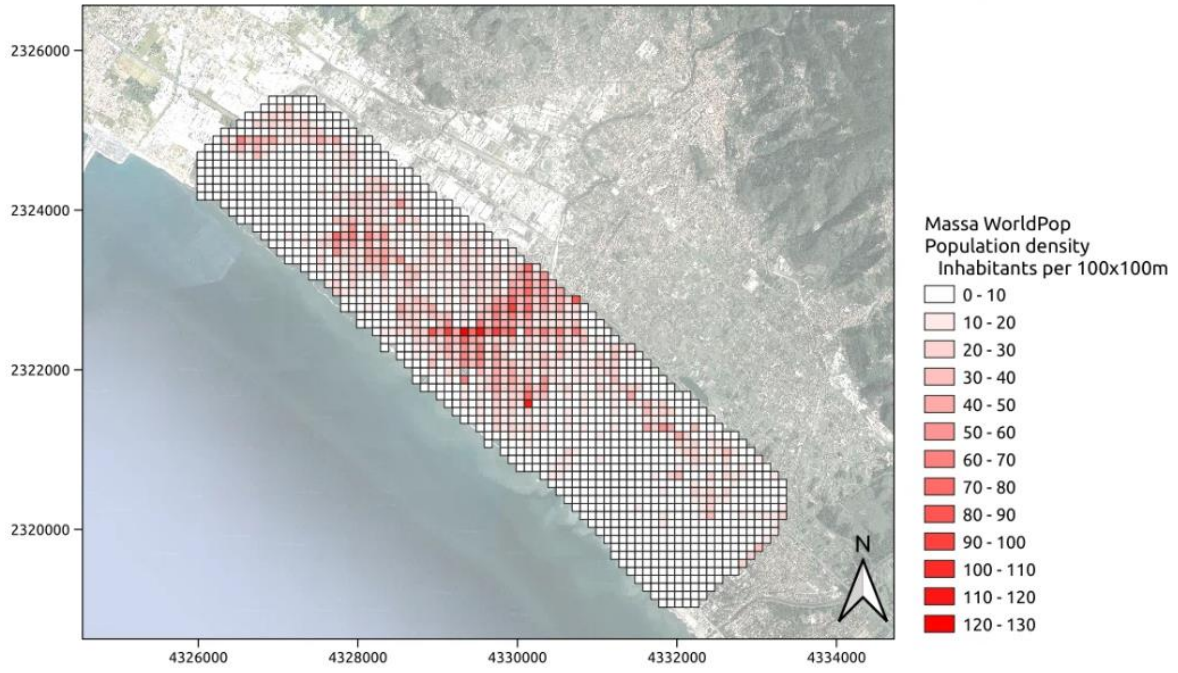 2326000
2324000
2322000
2320000
4326000
4328000
4330000
4332000
4334000
N
Massa WorldPop
Population density
Inhabitants per 100x100m
0 - 10
10 - 20
20 - 30
30 - 40
40 - 50
50 - 60
60 - 70
70 - 80
80 - 90
90 - 100
100 - 110
110 - 120
120 - 130